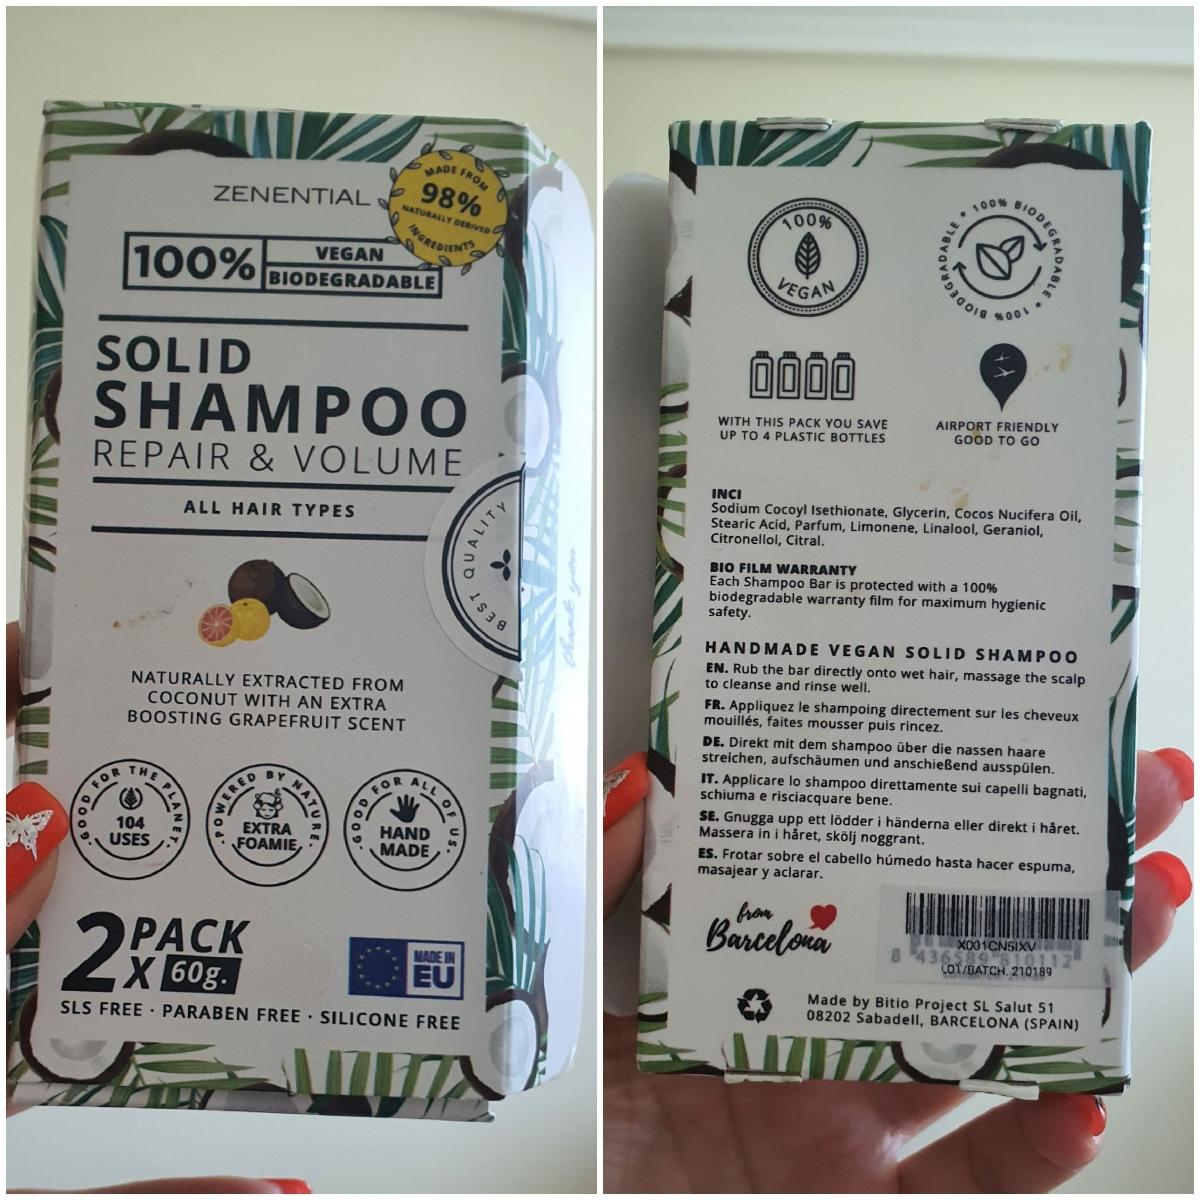 ZENENTIAL
MADE FROM
98%
NATURALLY DERIVED
INGREDIENTS
100%
VEGAN
BIODEGRADABLE
SOLID
SHAMPOO
REPAIR & VOLUME
ALL HAIR TYPES
BEST QUALITY
thank you
NATURALLY EXTRACTED FROM
COCONUT WITH AN EXTRA
BOOSTING GRAPEFRUIT SCENT
GOOD FOR THE PLANET
104
USES
POWERED BY NATURE
EXTRA
FOAMIE
GOOD FOR ALL OF US
HAND
MADE
2 PACK
X 60g.
MADE IN
EU
SLS FREE · PARABEN FREE · SILICONE FREE
100%
VEGAN
100% BIODEGRADABLE • 100% BIODEGRADABLE •
WITH THIS PACK YOU SAVE
UP TO 4 PLASTIC BOTTLES
AIRPORT FRIENDLY
GOOD TO GO
INCI
Sodium Cocoyl Isethionate, Glycerin, Cocos Nucifera Oil,
Stearic Acid, Parfum, Limonene, Linalool, Geraniol,
Citronellol, Citral.
BIO FILM WARRANTY
Each Shampoo Bar is protected with a 100%
biodegradable warranty film for maximum hygienic
safety.
HANDMADE VEGAN SOLID SHAMPOO
EN. Rub the bar directly onto wet hair, massage the scalp
to cleanse and rinse well.
FR. Appliquez le shampoing directement sur les cheveux
mouillés, faites mousser puis rincez.
DE. Direkt mit dem shampoo über die nassen haare
streichen, aufschäumen und anschießend ausspülen.
IT. Applicare lo shampoo direttamente sui capelli bagnati,
schiuma e risciacquare bene.
SE. Gnugga upp ett lödder i händerna eller direkt i håret.
Massera in i håret, skölj noggrant.
ES. Frotar sobre el cabello húmedo hasta hacer espuma,
masajear y aclarar.
from
Barcelona
X001CN5IXV
8 436589 810112
LOT/BATCH. 210189
Made by Bitio Project SL Salut 51
08202 Sabadell, BARCELONA (SPAIN)